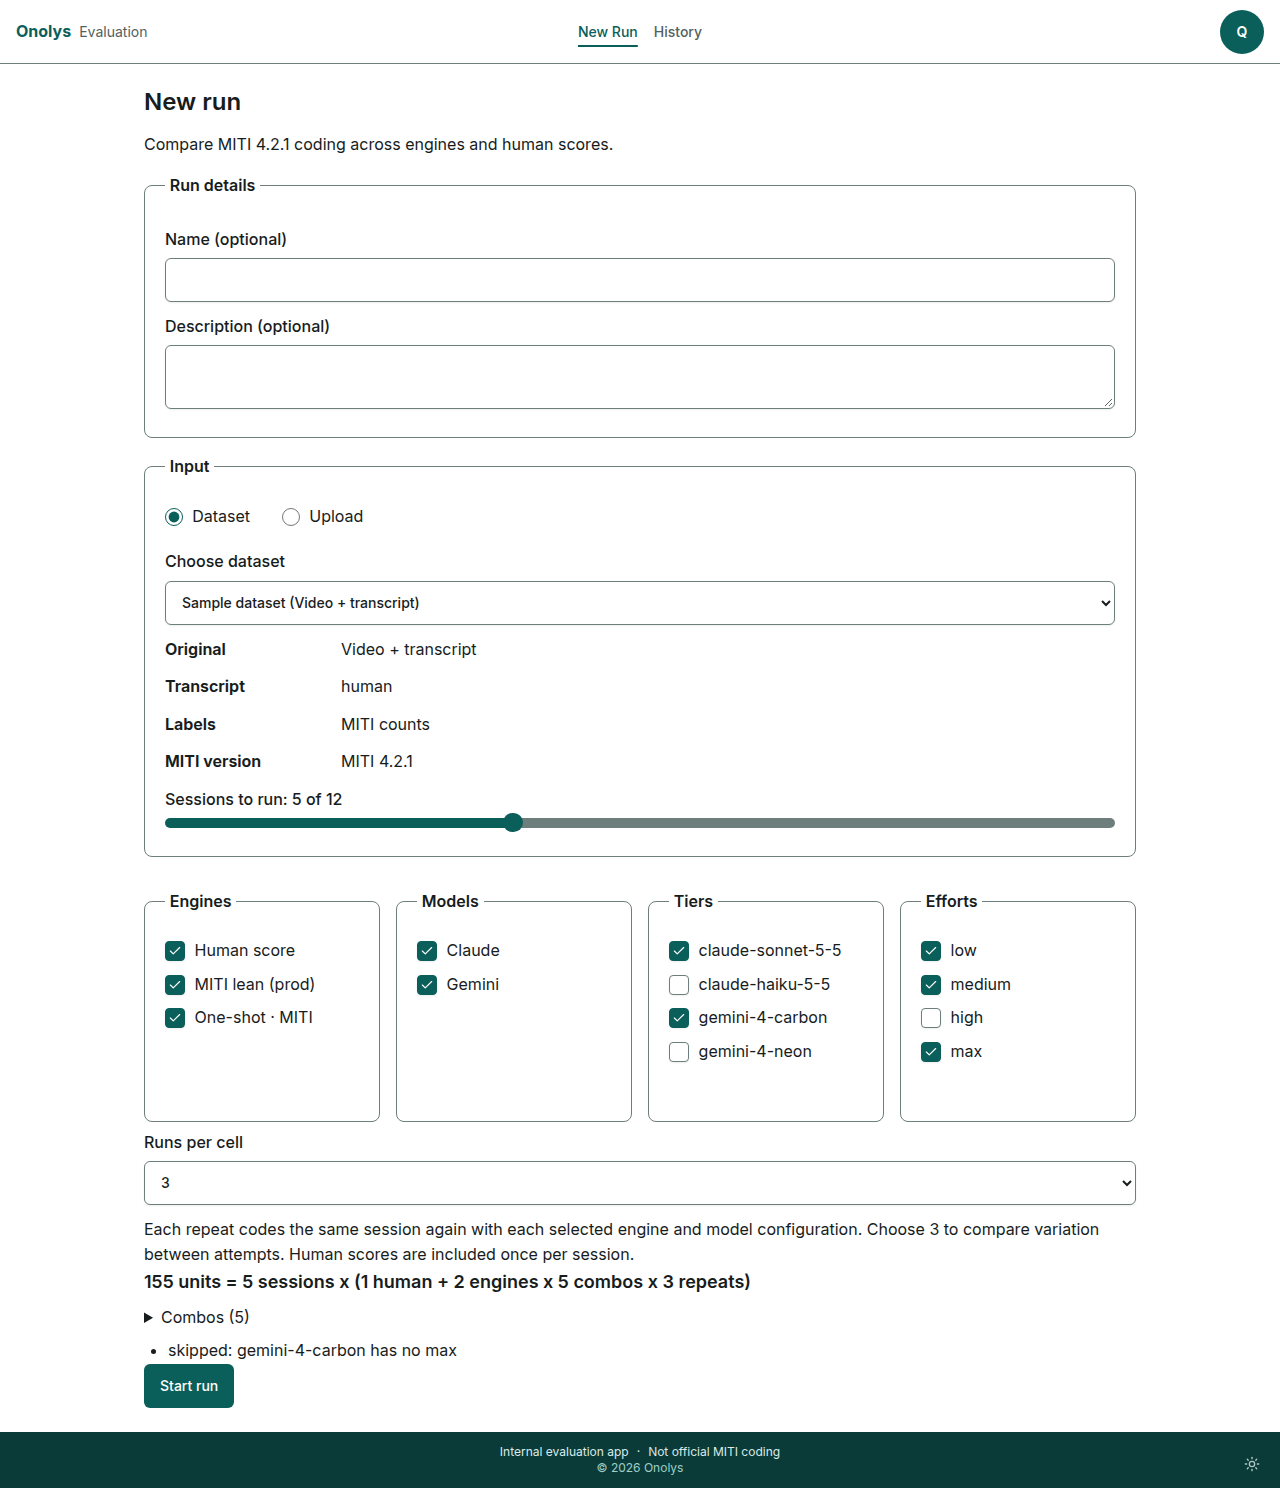 Onolys Evaluation
New Run History
Q
New run
Compare MITI 4.2.1 coding across engines and human scores.
Run details
Name (optional)
Description (optional)
Input
Dataset Upload
Choose dataset
Sample dataset (Video + transcript)
Original Video + transcript
Transcript human
Labels MITI counts
MITI version MITI 4.2.1
Sessions to run: 5 of 12
Engines
Human score
MITI lean (prod)
One-shot · MITI
Models
Claude
Gemini
Tiers
claude-sonnet-5-5
claude-haiku-5-5
gemini-4-carbon
gemini-4-neon
Efforts
low
medium
high
max
Runs per cell
3
Each repeat codes the same session again with each selected engine and model configuration. Choose 3 to compare variation
between attempts. Human scores are included once per session.
155 units = 5 sessions x (1 human + 2 engines x 5 combos x 3 repeats)
Combos (5)
skipped: gemini-4-carbon has no max
Start run
Internal evaluation app · Not official MITI coding
© 2026 Onolys